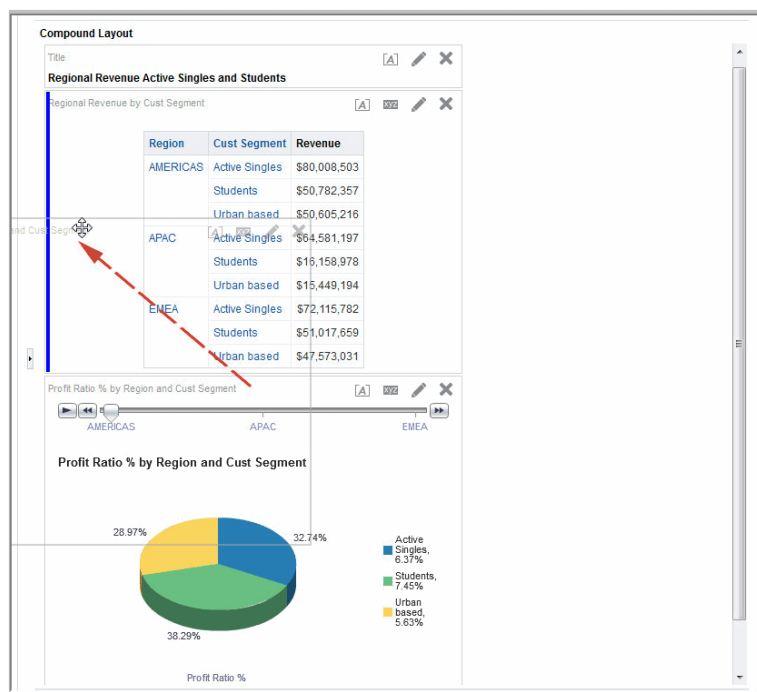 Compound Layout
Title
Regional Revenue Active Singles and Students
Regional Revenue by Cust Segment
Region Cust Segment Revenue
AMERICAS Active Singles $80,008,503
Students $50,782,357
Urban based $50,605,216
nd Cust Segm
APAC Active Singles $64,581,197
Students $16,158,978
Urban based $15,449,194
EMEA Active Singles $72,115,782
Students $51,017,659
Urban based $47,573,031
Profit Ratio % by Region and Cust Segment
AMERICAS APAC EMEA
Profit Ratio % by Region and Cust Segment
28.97%
32.74%
Active
Singles,
6.37%
Students,
7.45%
Urban
based,
5.63%
38.29%
Profit Ratio %